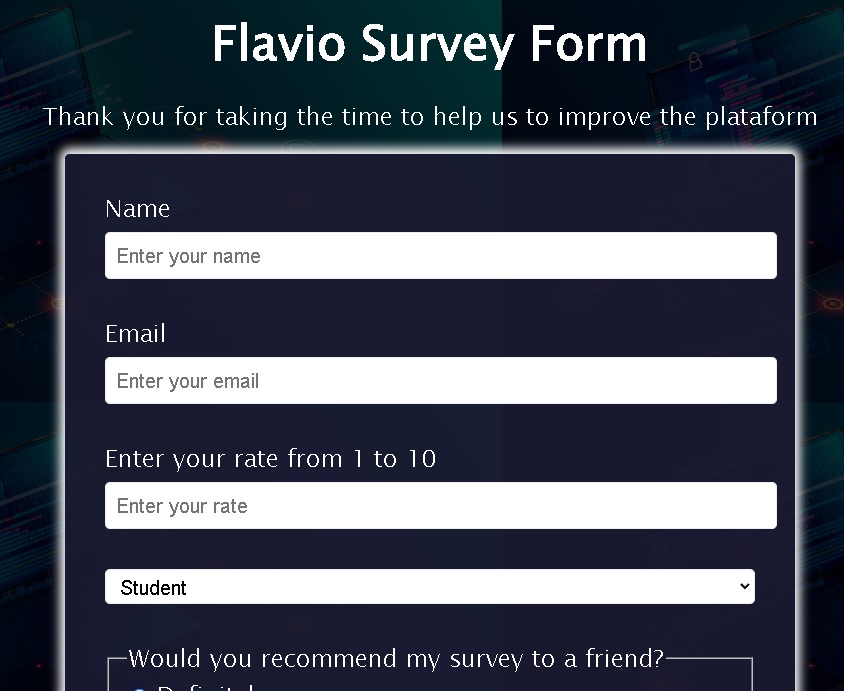 Flavio Survey Form
Thank you for taking the time to help us to improve the plataform
Name
Enter your name
Email
Enter your email
Enter your rate from 1 to 10
Enter your rate
Student
Would you recommend my survey to a friend?